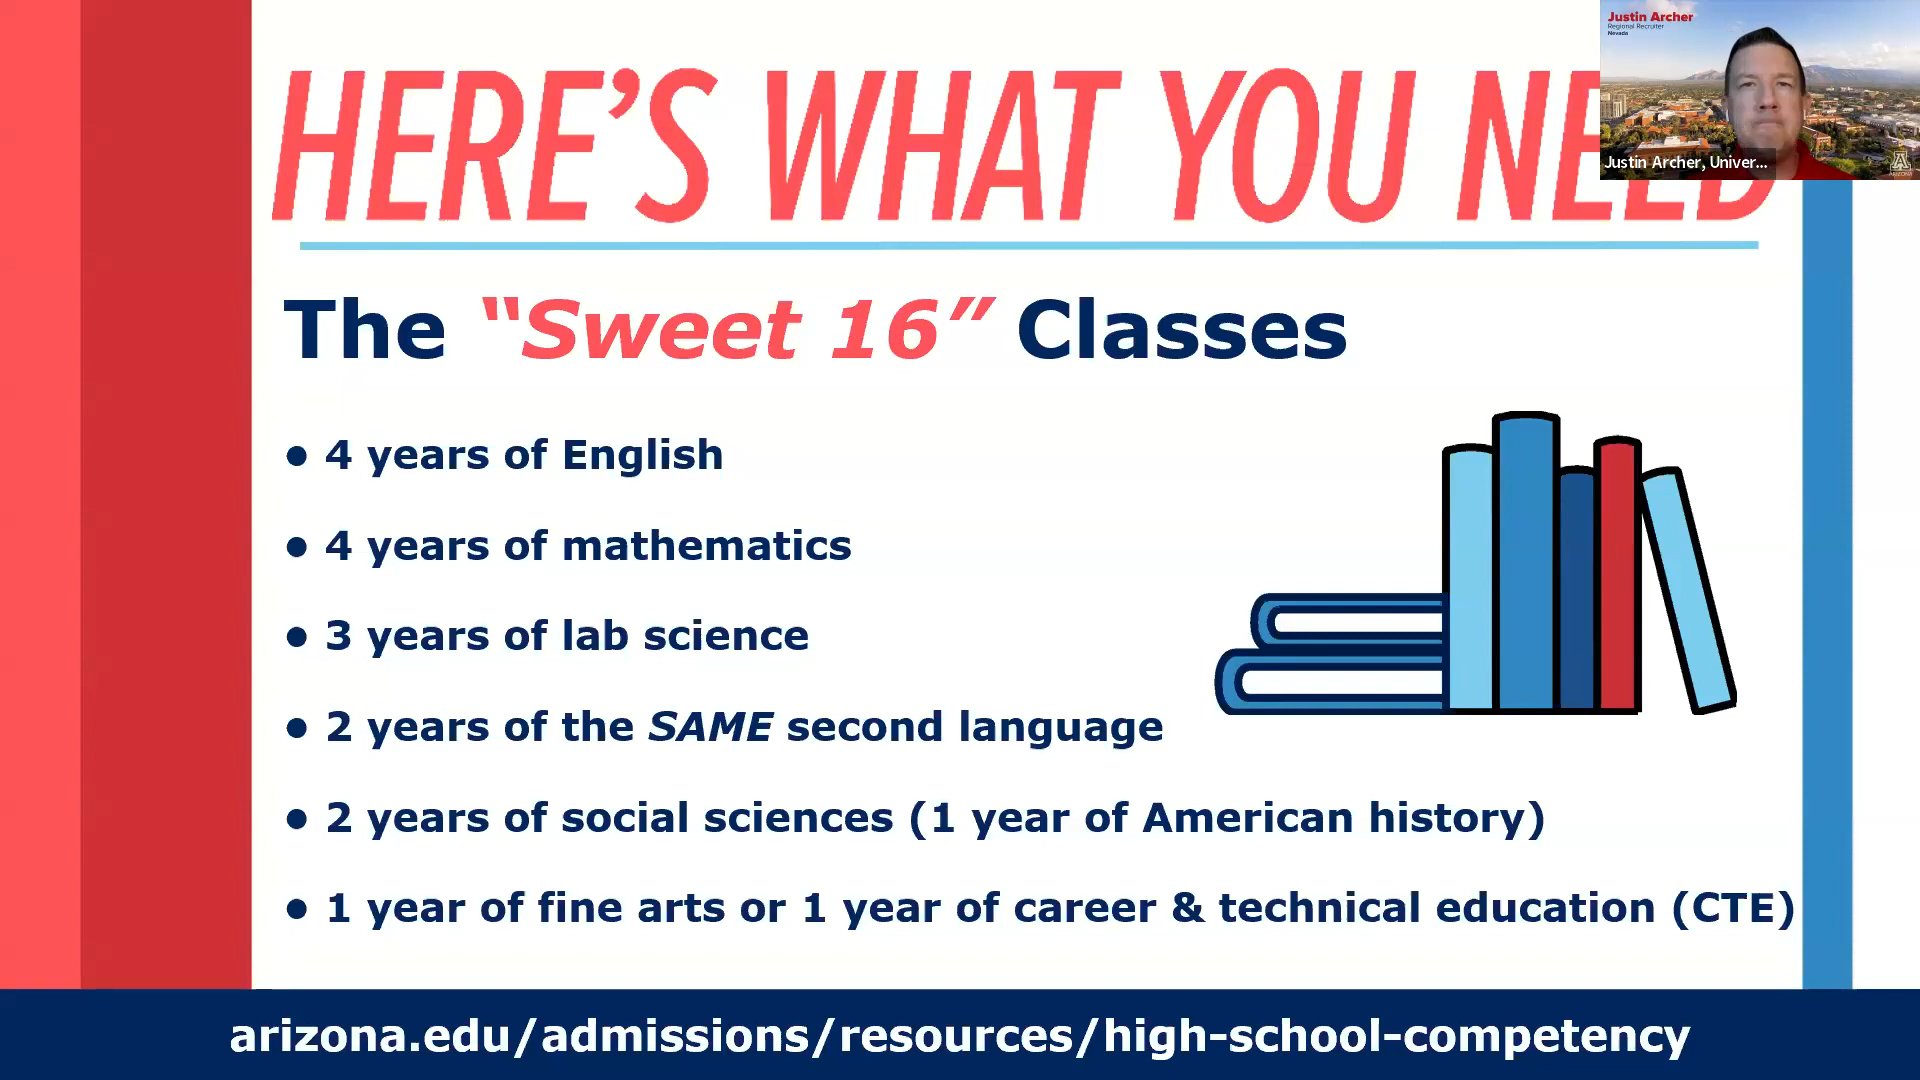 HERE’S WHAT YOU NEED
Justin Archer
Regional Recruiter
Nevada
Justin Archer, Univer...
ARIZONA
The “Sweet 16” Classes
• 4 years of English
• 4 years of mathematics
• 3 years of lab science
• 2 years of the SAME second language
• 2 years of social sciences (1 year of American history)
• 1 year of fine arts or 1 year of career & technical education (CTE)
arizona.edu/admissions/resources/high-school-competency